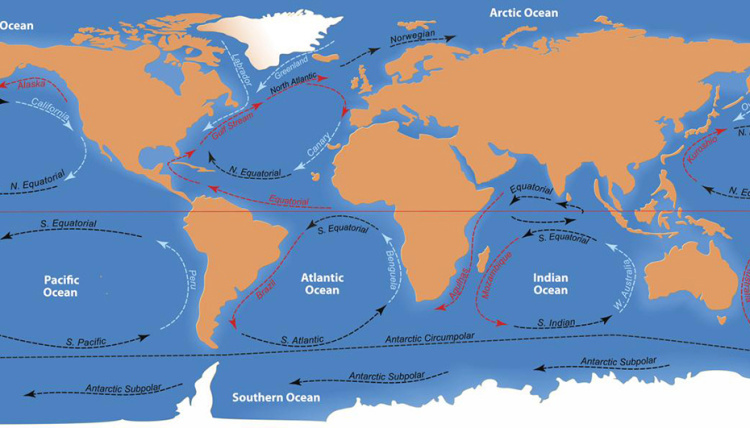 Ocean
Arctic Ocean
Norwegian
Alaska
California
Labrador
Greenland
North Atlantic
Gulf Stream
Canary
N. Equatorial
N. Equatorial
Equatorial
Equatorial
Kuroshio
N.
N.
S. Equatorial
S. Equatorial
S. Equatorial
Pacific
Ocean
Peru
Atlantic
Ocean
Brazil
Benguela
Agulhas
Mozambique
Indian
Ocean
W. Australia
S. Pacific
S. Atlantic
S. Indian
Antarctic Circumpolar
Antarctic Subpolar
Antarctic Subpolar
Antarctic Subpolar
Southern Ocean